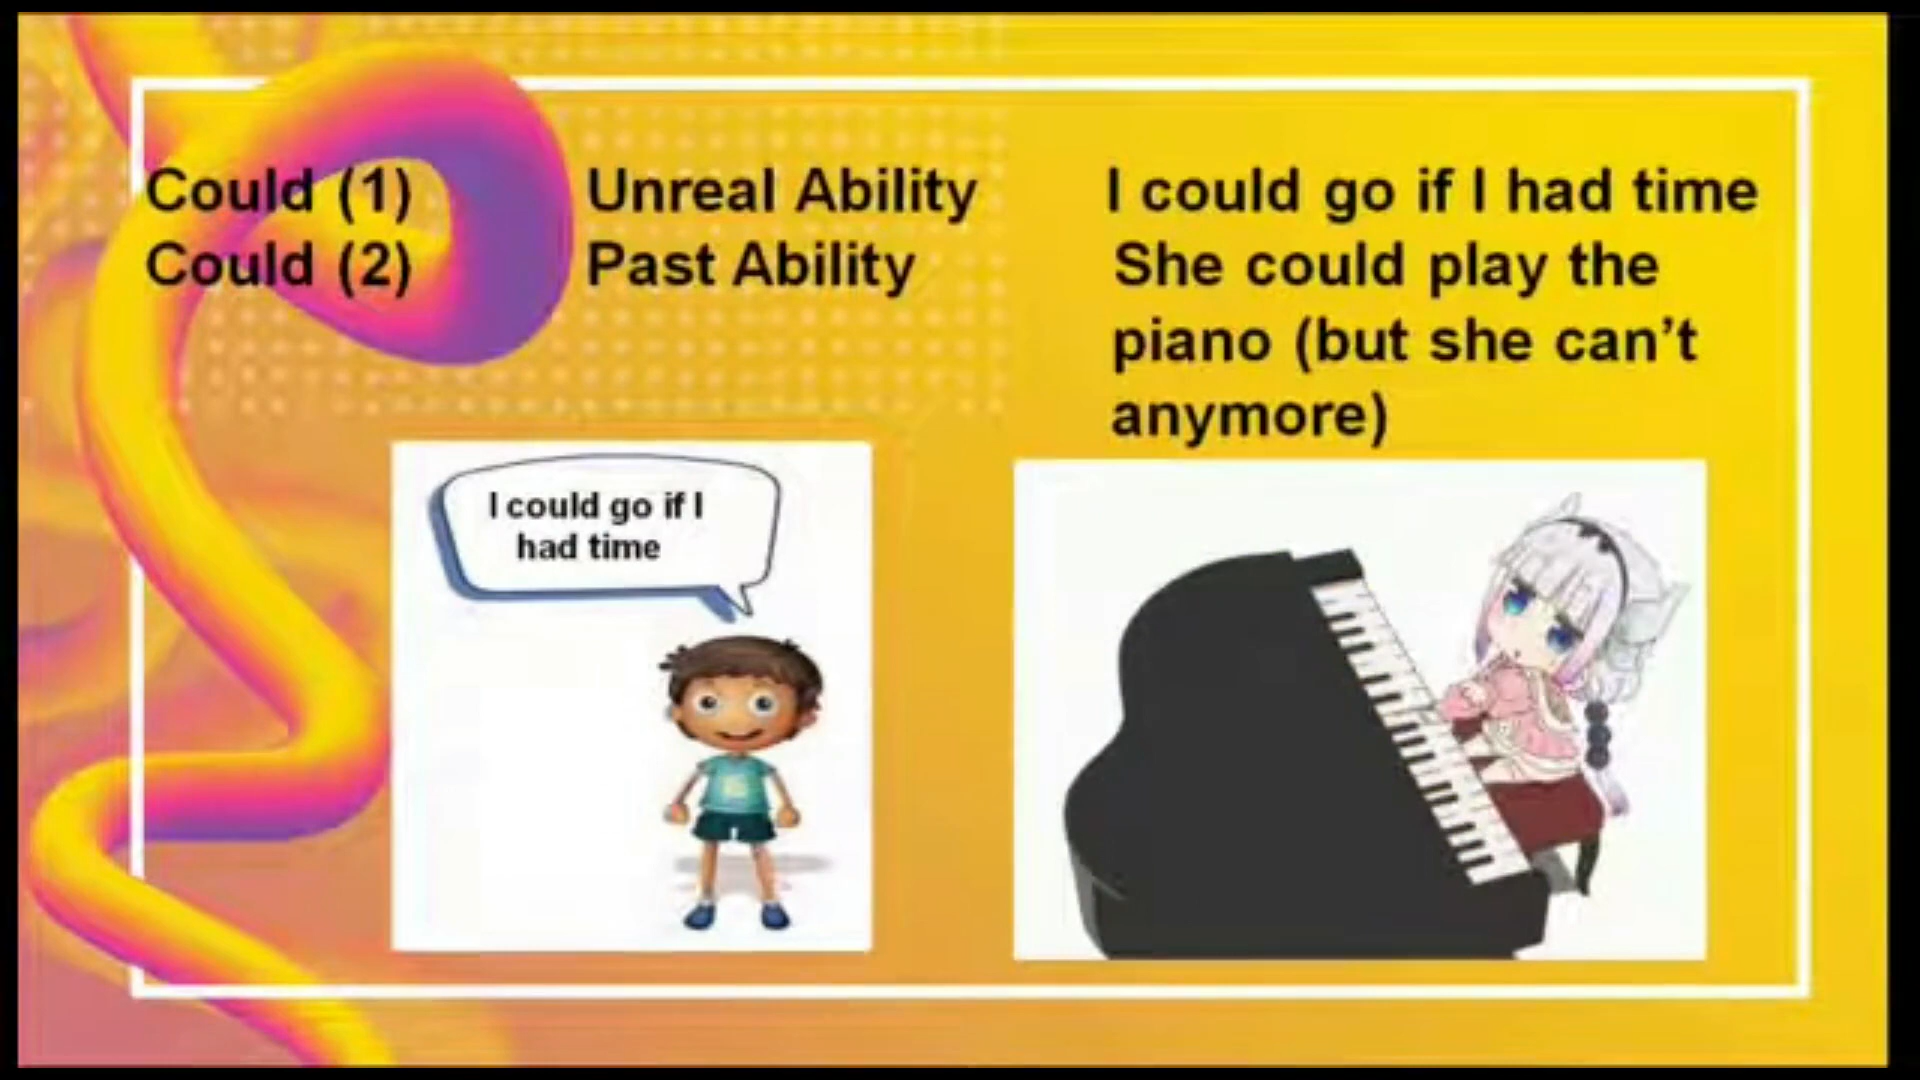 Could (1) Unreal Ability I could go if I had time
Could (2) Past Ability She could play the
piano (but she can’t
anymore)
I could go if I
had time